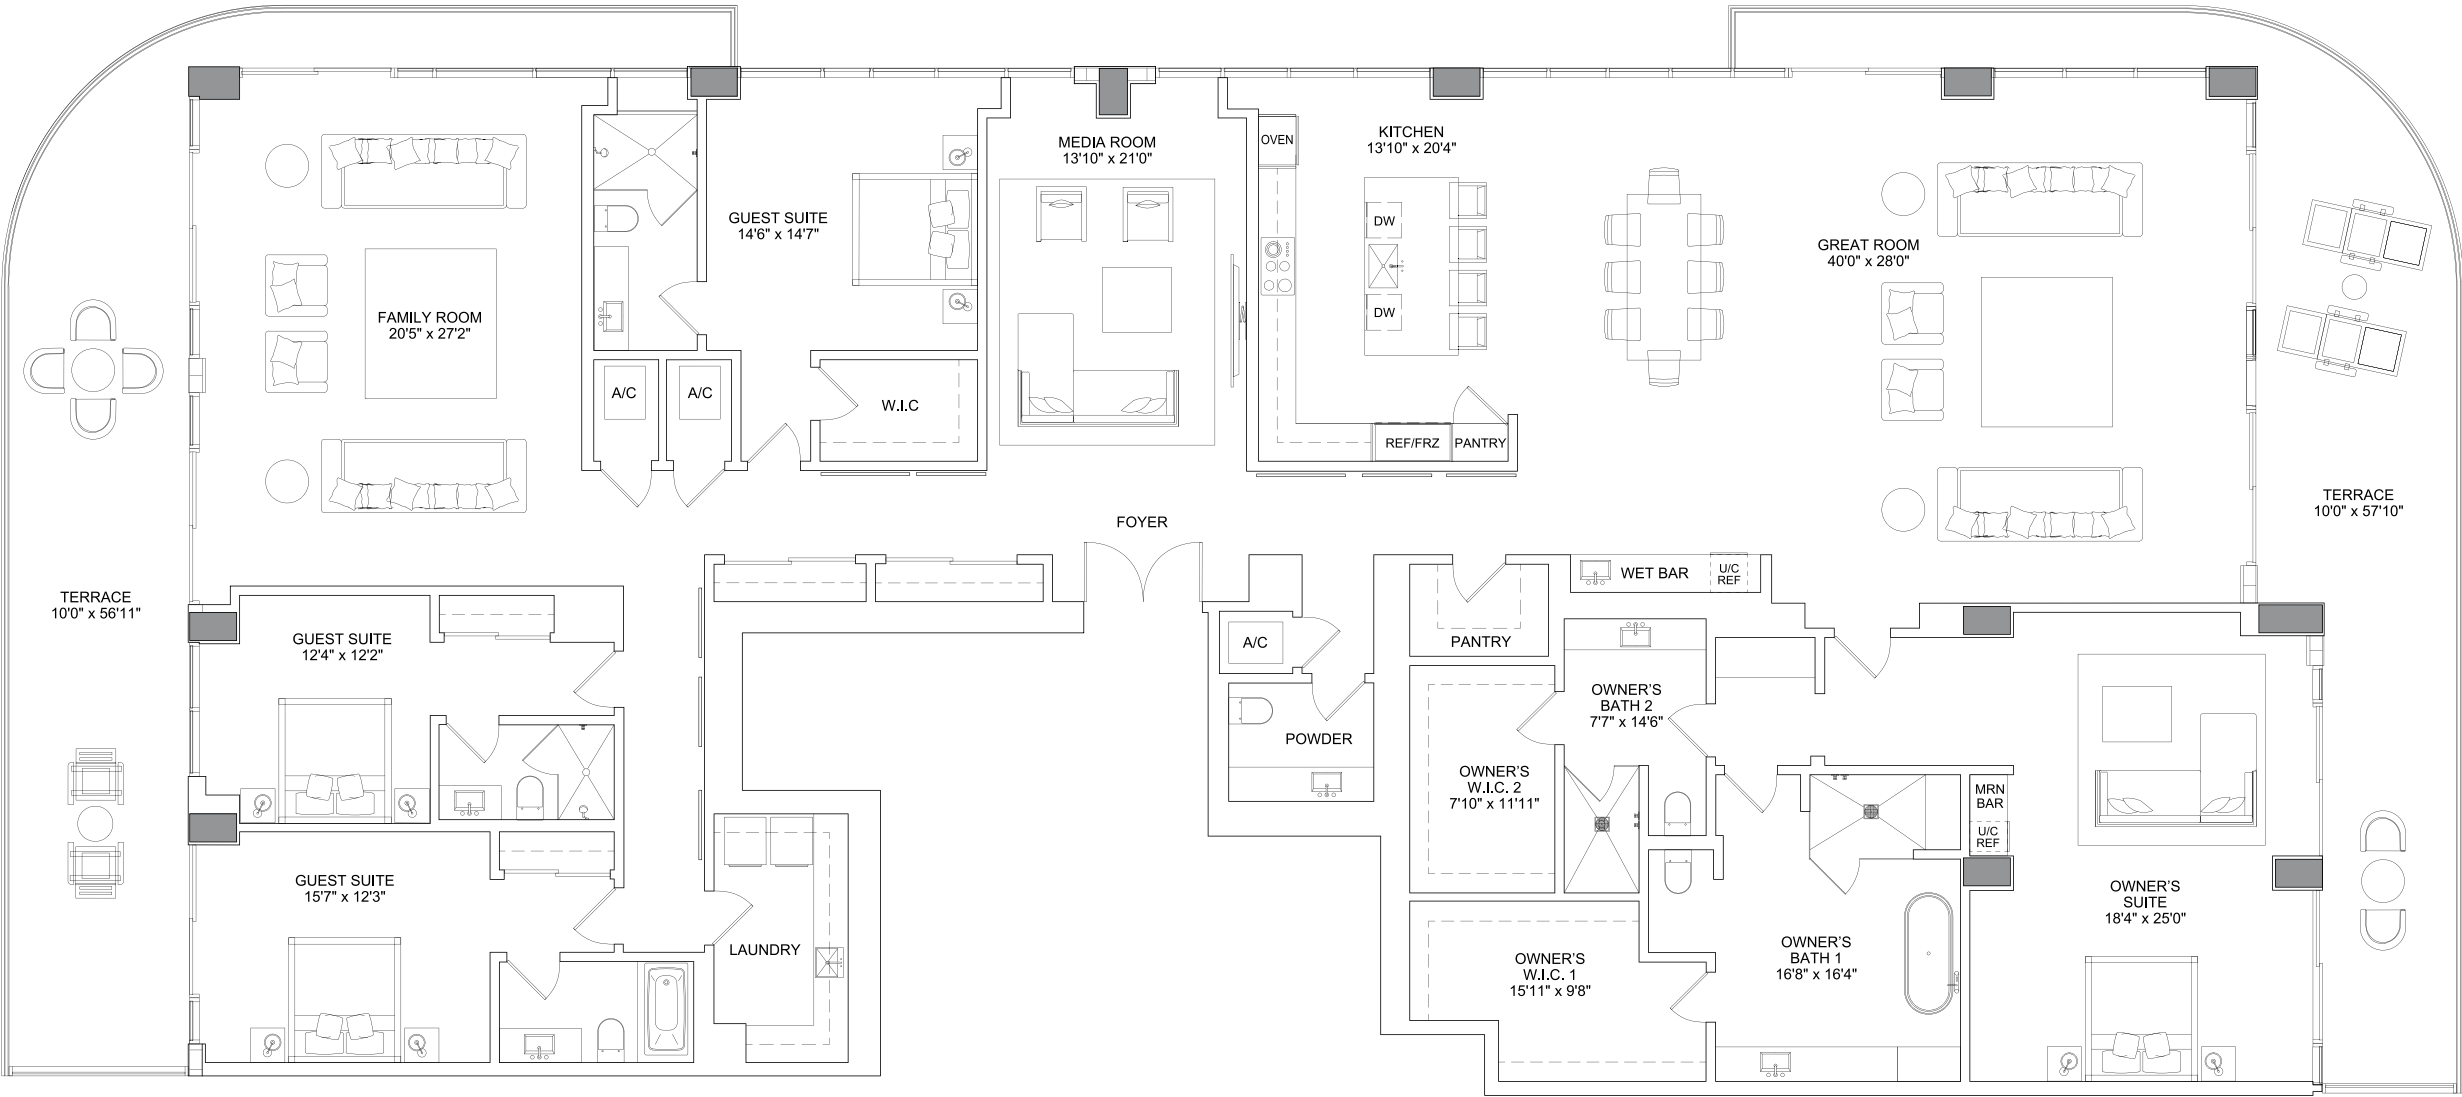 MEDIA ROOM
13'10" x 21'0"
OVEN
KITCHEN
13'10" x 20'4"
GUEST SUITE
14'6" x 14'7"
DW
DW
GREAT ROOM
40'0" x 28'0"
FAMILY ROOM
20'5" x 27'2"
A/C
A/C
W.I.C
REF/FRZ
PANTRY
TERRACE
10'0" x 57'10"
FOYER
WET BAR
U/C
REF
TERRACE
10'0" x 56'11"
GUEST SUITE
12'4" x 12'2"
A/C
PANTRY
OWNER'S
BATH 2
7'7" x 14'6"
POWDER
OWNER'S
W.I.C. 2
7'10" x 11'11"
MRN
BAR
U/C
REF
GUEST SUITE
15'7" x 12'3"
OWNER'S
SUITE
18'4" x 25'0"
LAUNDRY
OWNER'S
BATH 1
16'8" x 16'4"
OWNER'S
W.I.C. 1
15'11" x 9'8"